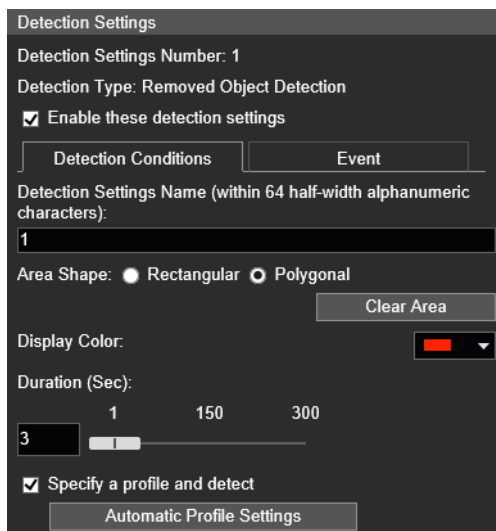 Detection Settings
Detection Settings Number: 1
Detection Type: Removed Object Detection
Enable these detection settings
Detection Conditions Event
Detection Settings Name (within 64 half-width alphanumeric
characters):
1
Area Shape: Rectangular Polygonal
Clear Area
Display Color:
Duration (Sec):
1 150 300
3
Specify a profile and detect
Automatic Profile Settings